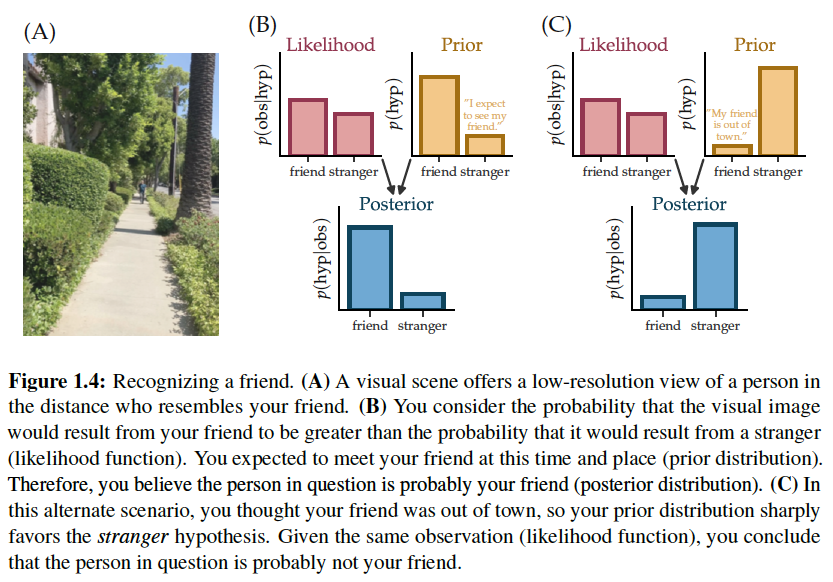 (A)
(B)
Likelihood
p(obs|hyp)
friend stranger
Prior
p(hyp)
"I expect
to see my
friend."
friend stranger
Posterior
p(hyp|obs)
friend stranger
(C)
Likelihood
p(obs|hyp)
friend stranger
Prior
p(hyp)
"My friend
is out of
town."
friend stranger
Posterior
p(hyp|obs)
friend stranger
Figure 1.4: Recognizing a friend. (A) A visual scene offers a low-resolution view of a person in
the distance who resembles your friend. (B) You consider the probability that the visual image
would result from your friend to be greater than the probability that it would result from a stranger
(likelihood function). You expected to meet your friend at this time and place (prior distribution).
Therefore, you believe the person in question is probably your friend (posterior distribution). (C) In
this alternate scenario, you thought your friend was out of town, so your prior distribution sharply
favors the stranger hypothesis. Given the same observation (likelihood function), you conclude
that the person in question is probably not your friend.